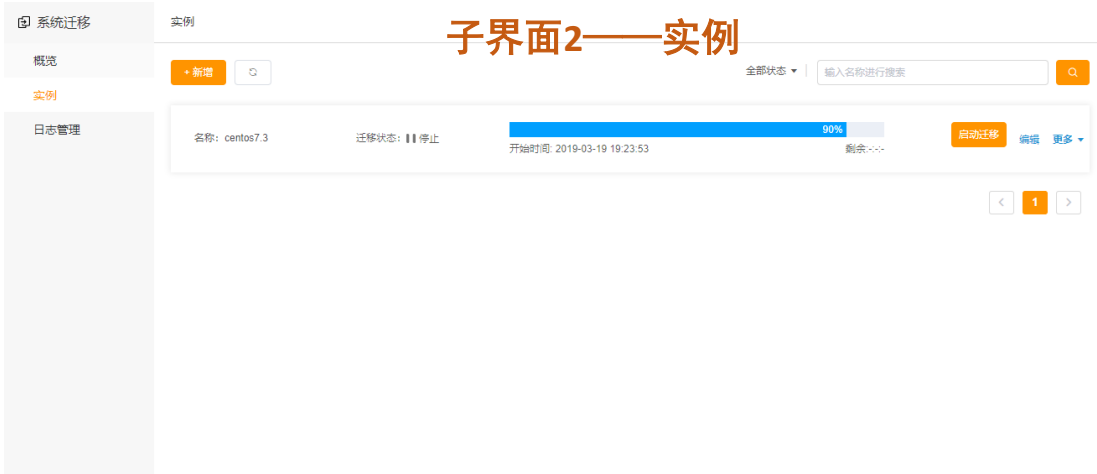 系统迁移
概览
实例
日志管理
实例
子界面2——实例
+ 新增
全部状态
输入名称进行搜索
名称：centos7.3
迁移状态：停止
90%
开始时间: 2019-03-19 19:23:53
剩余:-:-:-
启动迁移
编辑
更多
1